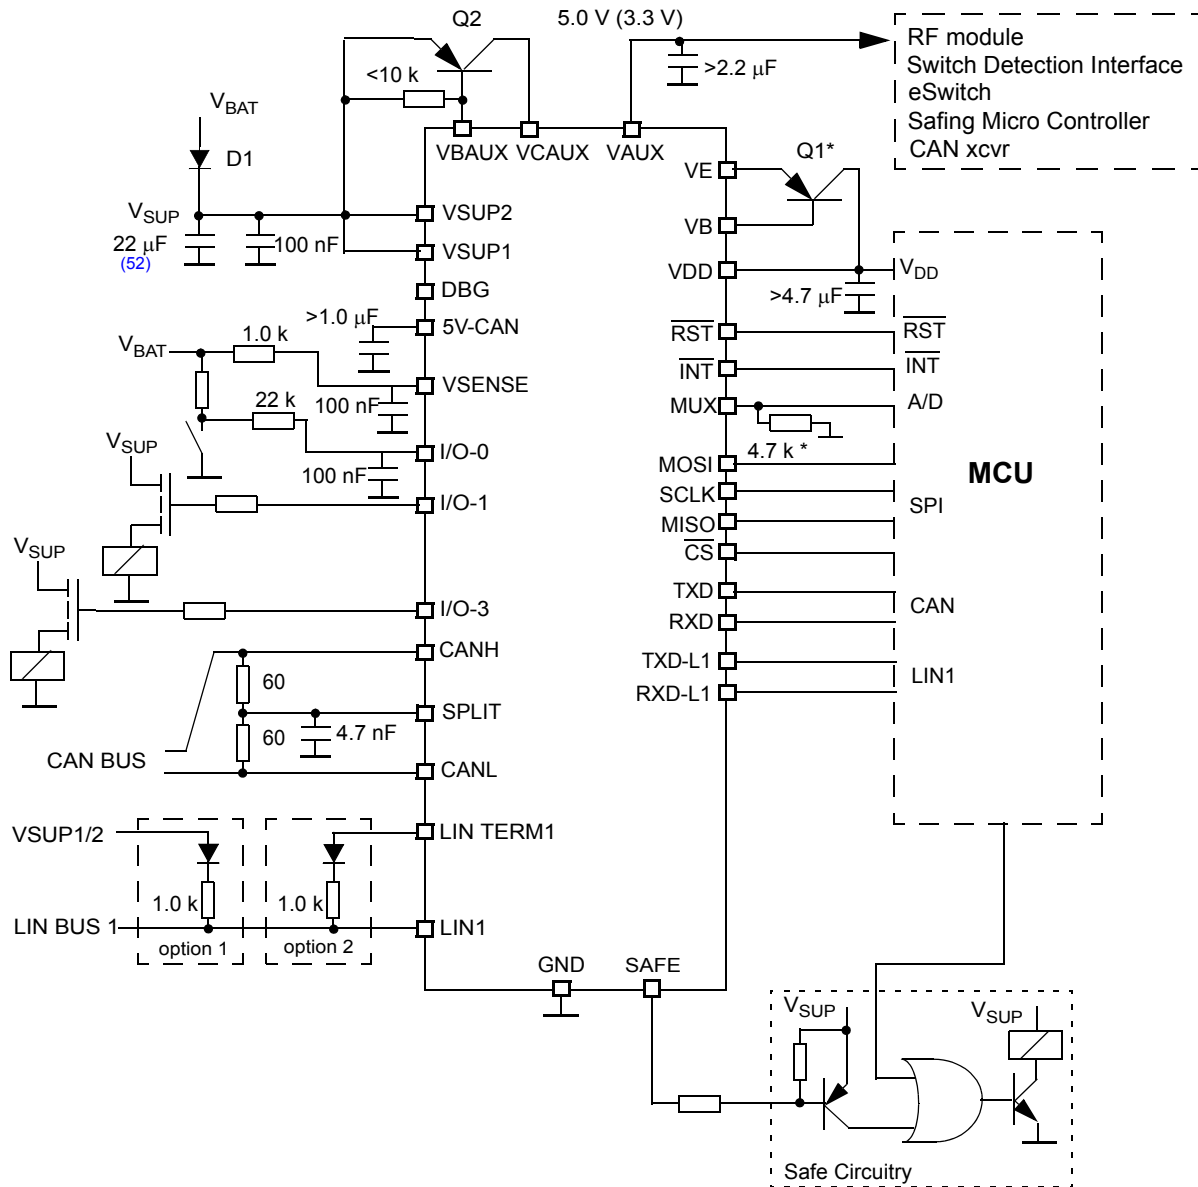 Q2
5.0 V (3.3 V)
RF module
Switch Detection Interface
eSwitch
Safing Micro Controller
CAN xcvr
>2.2 μF
<10 k
VBAT
D1
VBAUX VCAUX VAUX
VE
Q1*
VB
VSUP
VSUP2
22 μF
(52)
100 nF
VSUP1
VDD
VDD
DBG
>4.7 μF
>1.0 μF
5V-CAN
RST
RST
VBAT
1.0 k
INT
INT
VSENSE
100 nF
MUX
A/D
22 k
4.7 k *
VSUP
I/O-0
100 nF
MOSI
MCU
SCLK
SPI
I/O-1
MISO
VSUP
CS
TXD
CAN
I/O-3
RXD
CANH
TXD-L1
LIN1
60
RXD-L1
SPLIT
4.7 nF
60
CAN BUS
CANL
VSUP1/2
LIN TERM1
1.0 k
1.0 k
LIN BUS 1
LIN1
option 1
option 2
GND
SAFE
VSUP
VSUP
Safe Circuitry